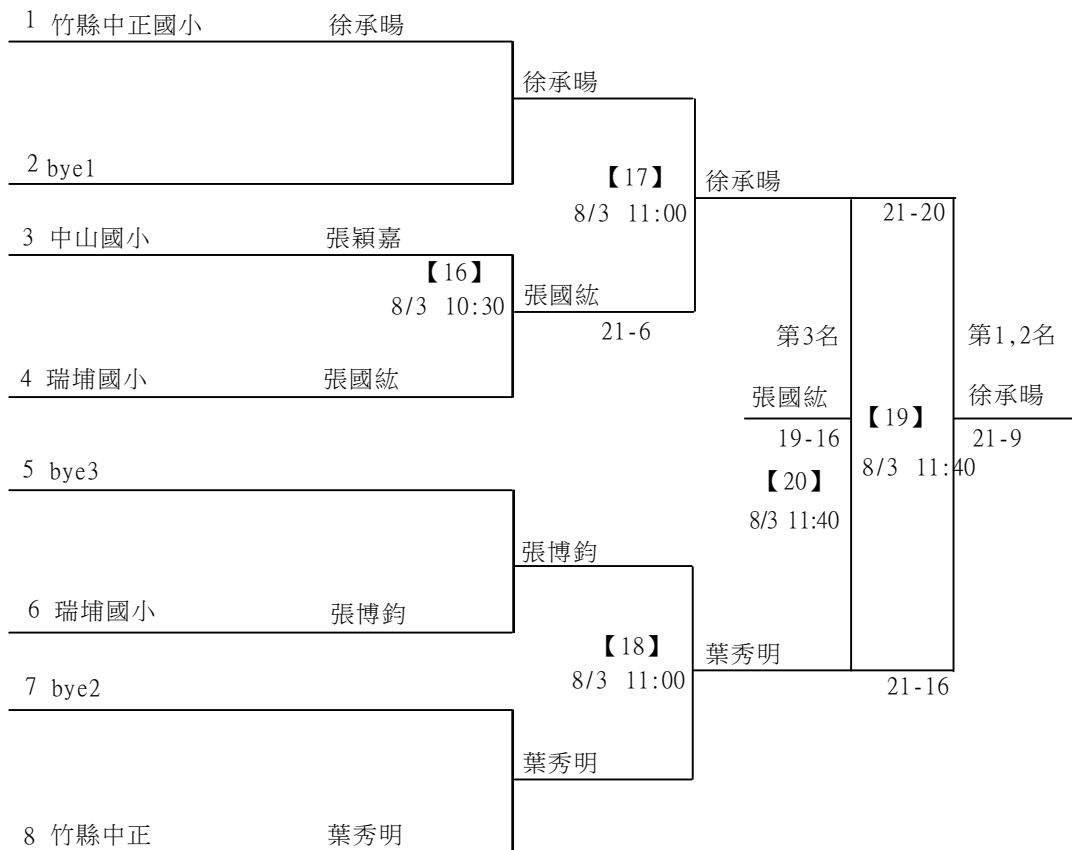 1 竹縣中正國小 徐承暘
徐承暘
2 bye1
【17】
徐承暘
8/3 11:00
21-20
3 中山國小 張穎嘉
【16】
8/3 10:30
張國紘
21-6
第3名
第1,2名
4 瑞埔國小 張國紘
張國紘
徐承暘
【19】
19-16
21-9
8/3 11:40
5 bye3
【20】
8/3 11:40
張博鈞
6 瑞埔國小 張博鈞
【18】
葉秀明
8/3 11:00
21-16
7 bye2
葉秀明
8 竹縣中正 葉秀明